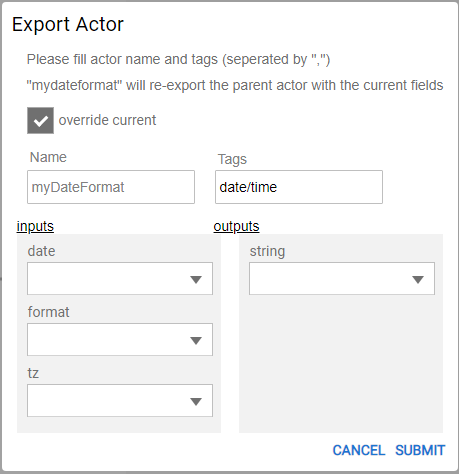 Export Actor
Please fill actor name and tags (seperated by ",")
"mydateformat" will re-export the parent actor with the current fields
override current
Name Tags
myDateFormat date/time
inputs outputs
date string
format
tz
CANCEL SUBMIT